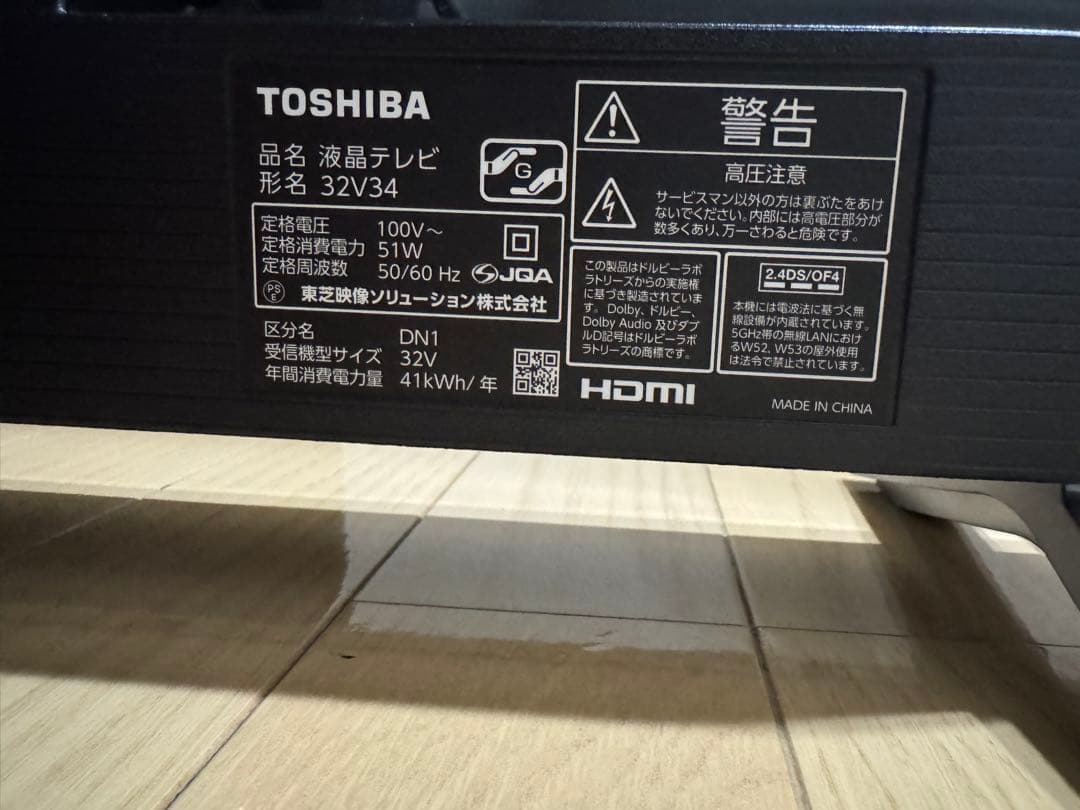 TOSHIBA
品名 液晶テレビ
形名 32V34
G
定格電圧 100V～
定格消費電力 51W
定格周波数 50/60 Hz
JQA
PSE 東芝映像ソリューション株式会社
区分名 DN1
受信機型サイズ 32V
年間消費電力量 41kWh/年
警告
高圧注意
サービスマン以外の方は裏ぶたをあけ
ないでください。内部には高電圧部分が
数多くあり、万一さわると危険です。
この製品はドルビーラボ
ラトリーズからの実施権
に基づき製造されていま
す。Dolby、ドルビー、
Dolby Audio 及びダブ
ルD記号はドルビーラボ
ラトリーズの商標です。
2.4DS/OF4
本機には電波法に基づく無
線設備が内蔵されています。
5GHz帯の無線LANにおけ
るW52、W53の屋外使用
は法令で禁止されています。
HDMI
MADE IN CHINA